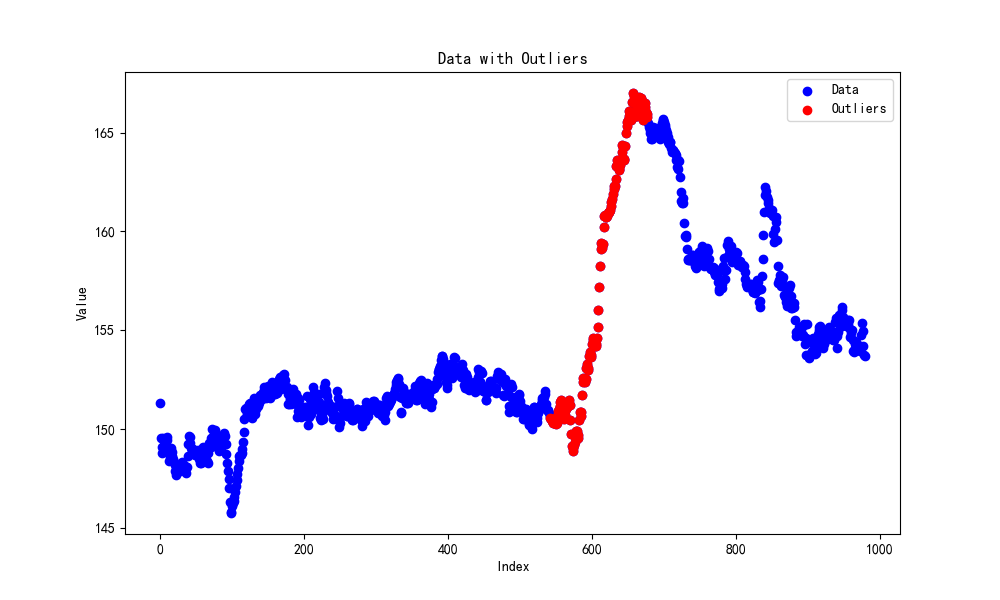 Data with Outliers
Data
Outliers
165
160
155
150
145
Value
0 200 400 600 800 1000
Index